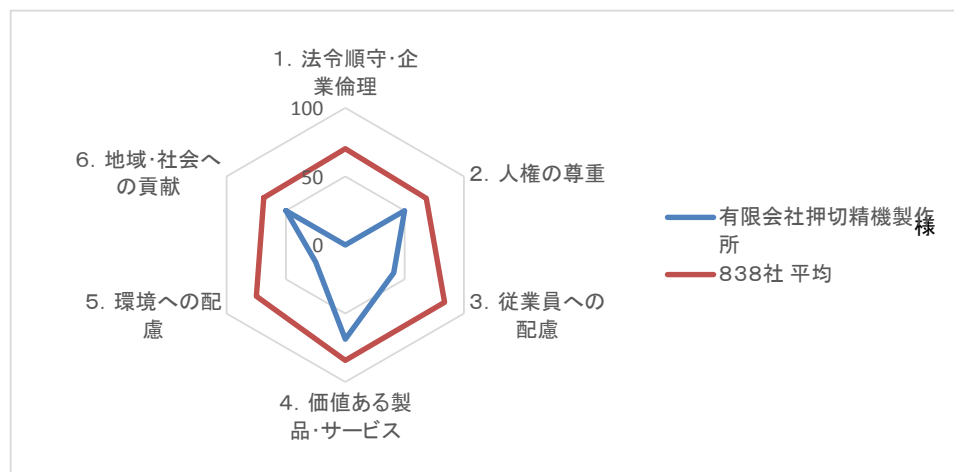 1. 法令順守･企
業倫理
100
6. 地域･社会へ
の貢献
50
2. 人権の尊重
0
5. 環境への配
慮
3. 従業員への
配慮
4. 価値ある製
品･サービス
有限会社押切精機製作
所
様
838社 平均